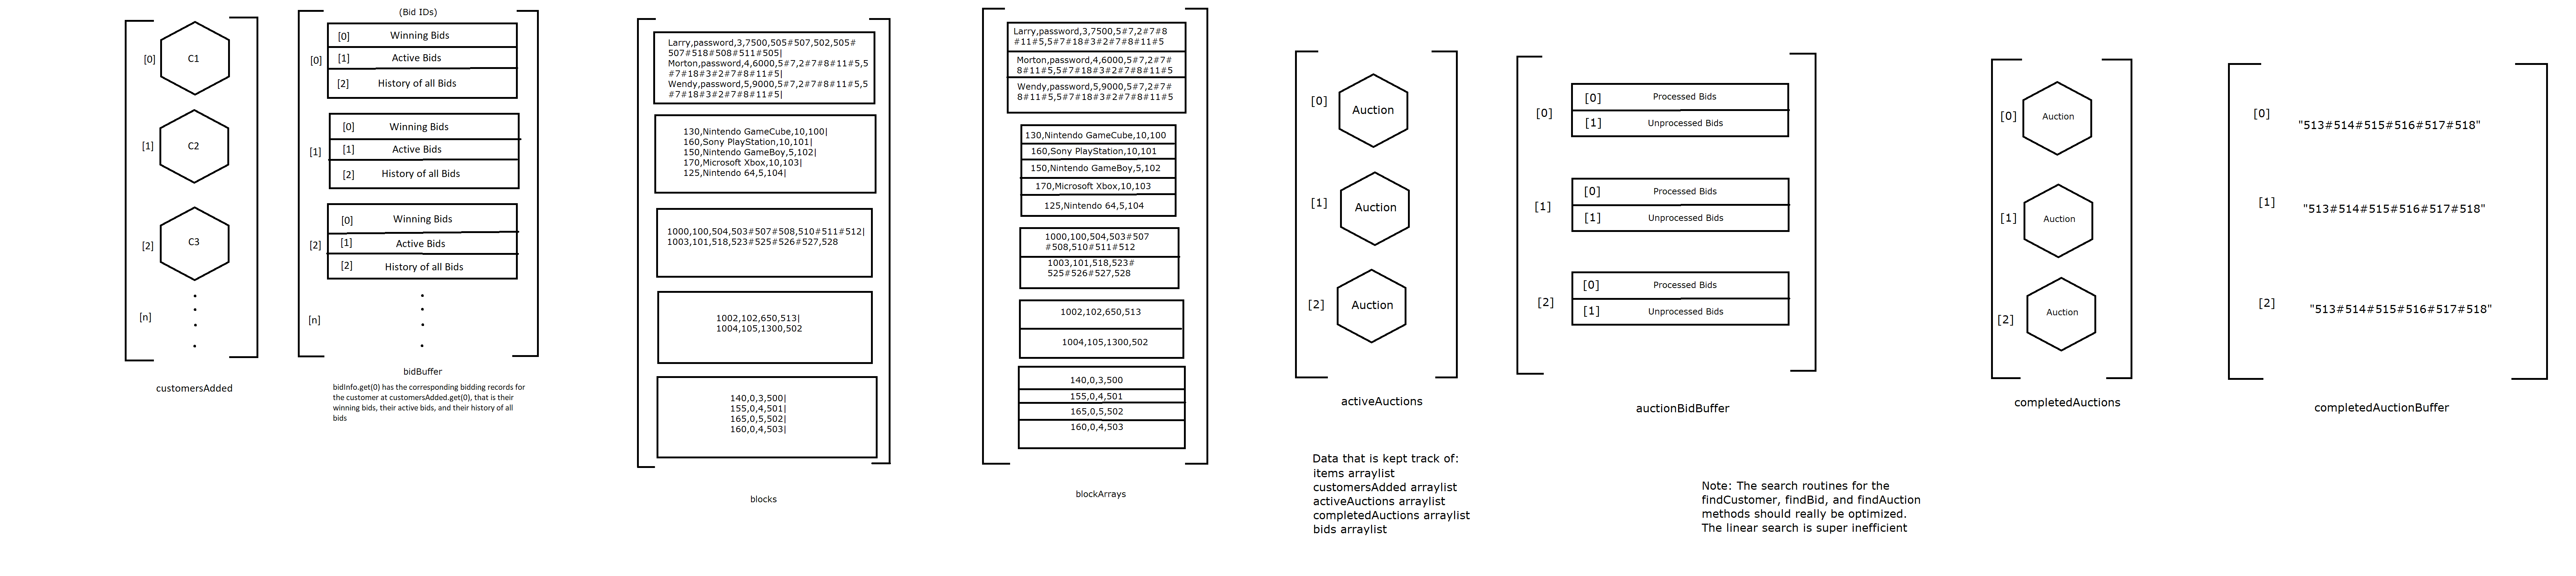 [0]
C1
[1]
C2
[2]
C3
[n]
customersAdded
(Bid IDs)
[0]
[0] Winning Bids
[1] Active Bids
[2] History of all Bids
[1]
[0] Winning Bids
[1] Active Bids
[2] History of all Bids
[2]
[0] Winning Bids
[1] Active Bids
[2] History of all Bids
[n]
bidBuffer
bidInfo.get(0) has the corresponding bidding records for
the customer at customersAdded.get(0), that is their
winning bids, their active bids, and their history of all
bids
Larry,password,3,7500,505#507,502,505#
507#518#508#511#505|
Morton,password,4,6000,5#7,2#7#8#11#5,5
#7#18#3#2#7#8#11#5|
Wendy,password,5,9000,5#7,2#7#8#11#5,5
#7#18#3#2#7#8#11#5|
130,Nintendo GameCube,10,100|
160,Sony PlayStation,10,101|
150,Nintendo GameBoy,5,102|
170,Microsoft Xbox,10,103|
125,Nintendo 64,5,104|
1000,100,504,503#507#508,510#511#512|
1003,101,518,523#525#526#527,528
1002,102,650,513|
1004,105,1300,502
140,0,3,500|
155,0,4,501|
165,0,5,502|
160,0,4,503|
blocks
Larry,password,3,7500,5#7,2#7#8
#11#5,5#7#18#3#2#7#8#11#5
Morton,password,4,6000,5#7,2#7#
8#11#5,5#7#18#3#2#7#8#11#5
Wendy,password,5,9000,5#7,2#7#
8#11#5,5#7#18#3#2#7#8#11#5
130,Nintendo GameCube,10,100
160,Sony PlayStation,10,101
150,Nintendo GameBoy,5,102
170,Microsoft Xbox,10,103
125,Nintendo 64,5,104
1000,100,504,503#507
#508,510#511#512
1003,101,518,523#
525#526#527,528
1002,102,650,513
1004,105,1300,502
140,0,3,500
155,0,4,501
165,0,5,502
160,0,4,503
blockArrays
[0]
Auction
[1]
Auction
[2]
Auction
activeAuctions
[0]
[0] Processed Bids
[1] Unprocessed Bids
[1]
[0] Processed Bids
[1] Unprocessed Bids
[2]
[0] Processed Bids
[1] Unprocessed Bids
auctionBidBuffer
[0]
Auction
[1]
Auction
[2]
Auction
completedAuctions
[0]
"513#514#515#516#517#518"
[1]
"513#514#515#516#517#518"
[2]
"513#514#515#516#517#518"
completedAuctionBuffer
Data that is kept track of:
items arraylist
customersAdded arraylist
activeAuctions arraylist
completedAuctions arraylist
bids arraylist
Note: The search routines for the
findCustomer, findBid, and findAuction
methods should really be optimized.
The linear search is super inefficient